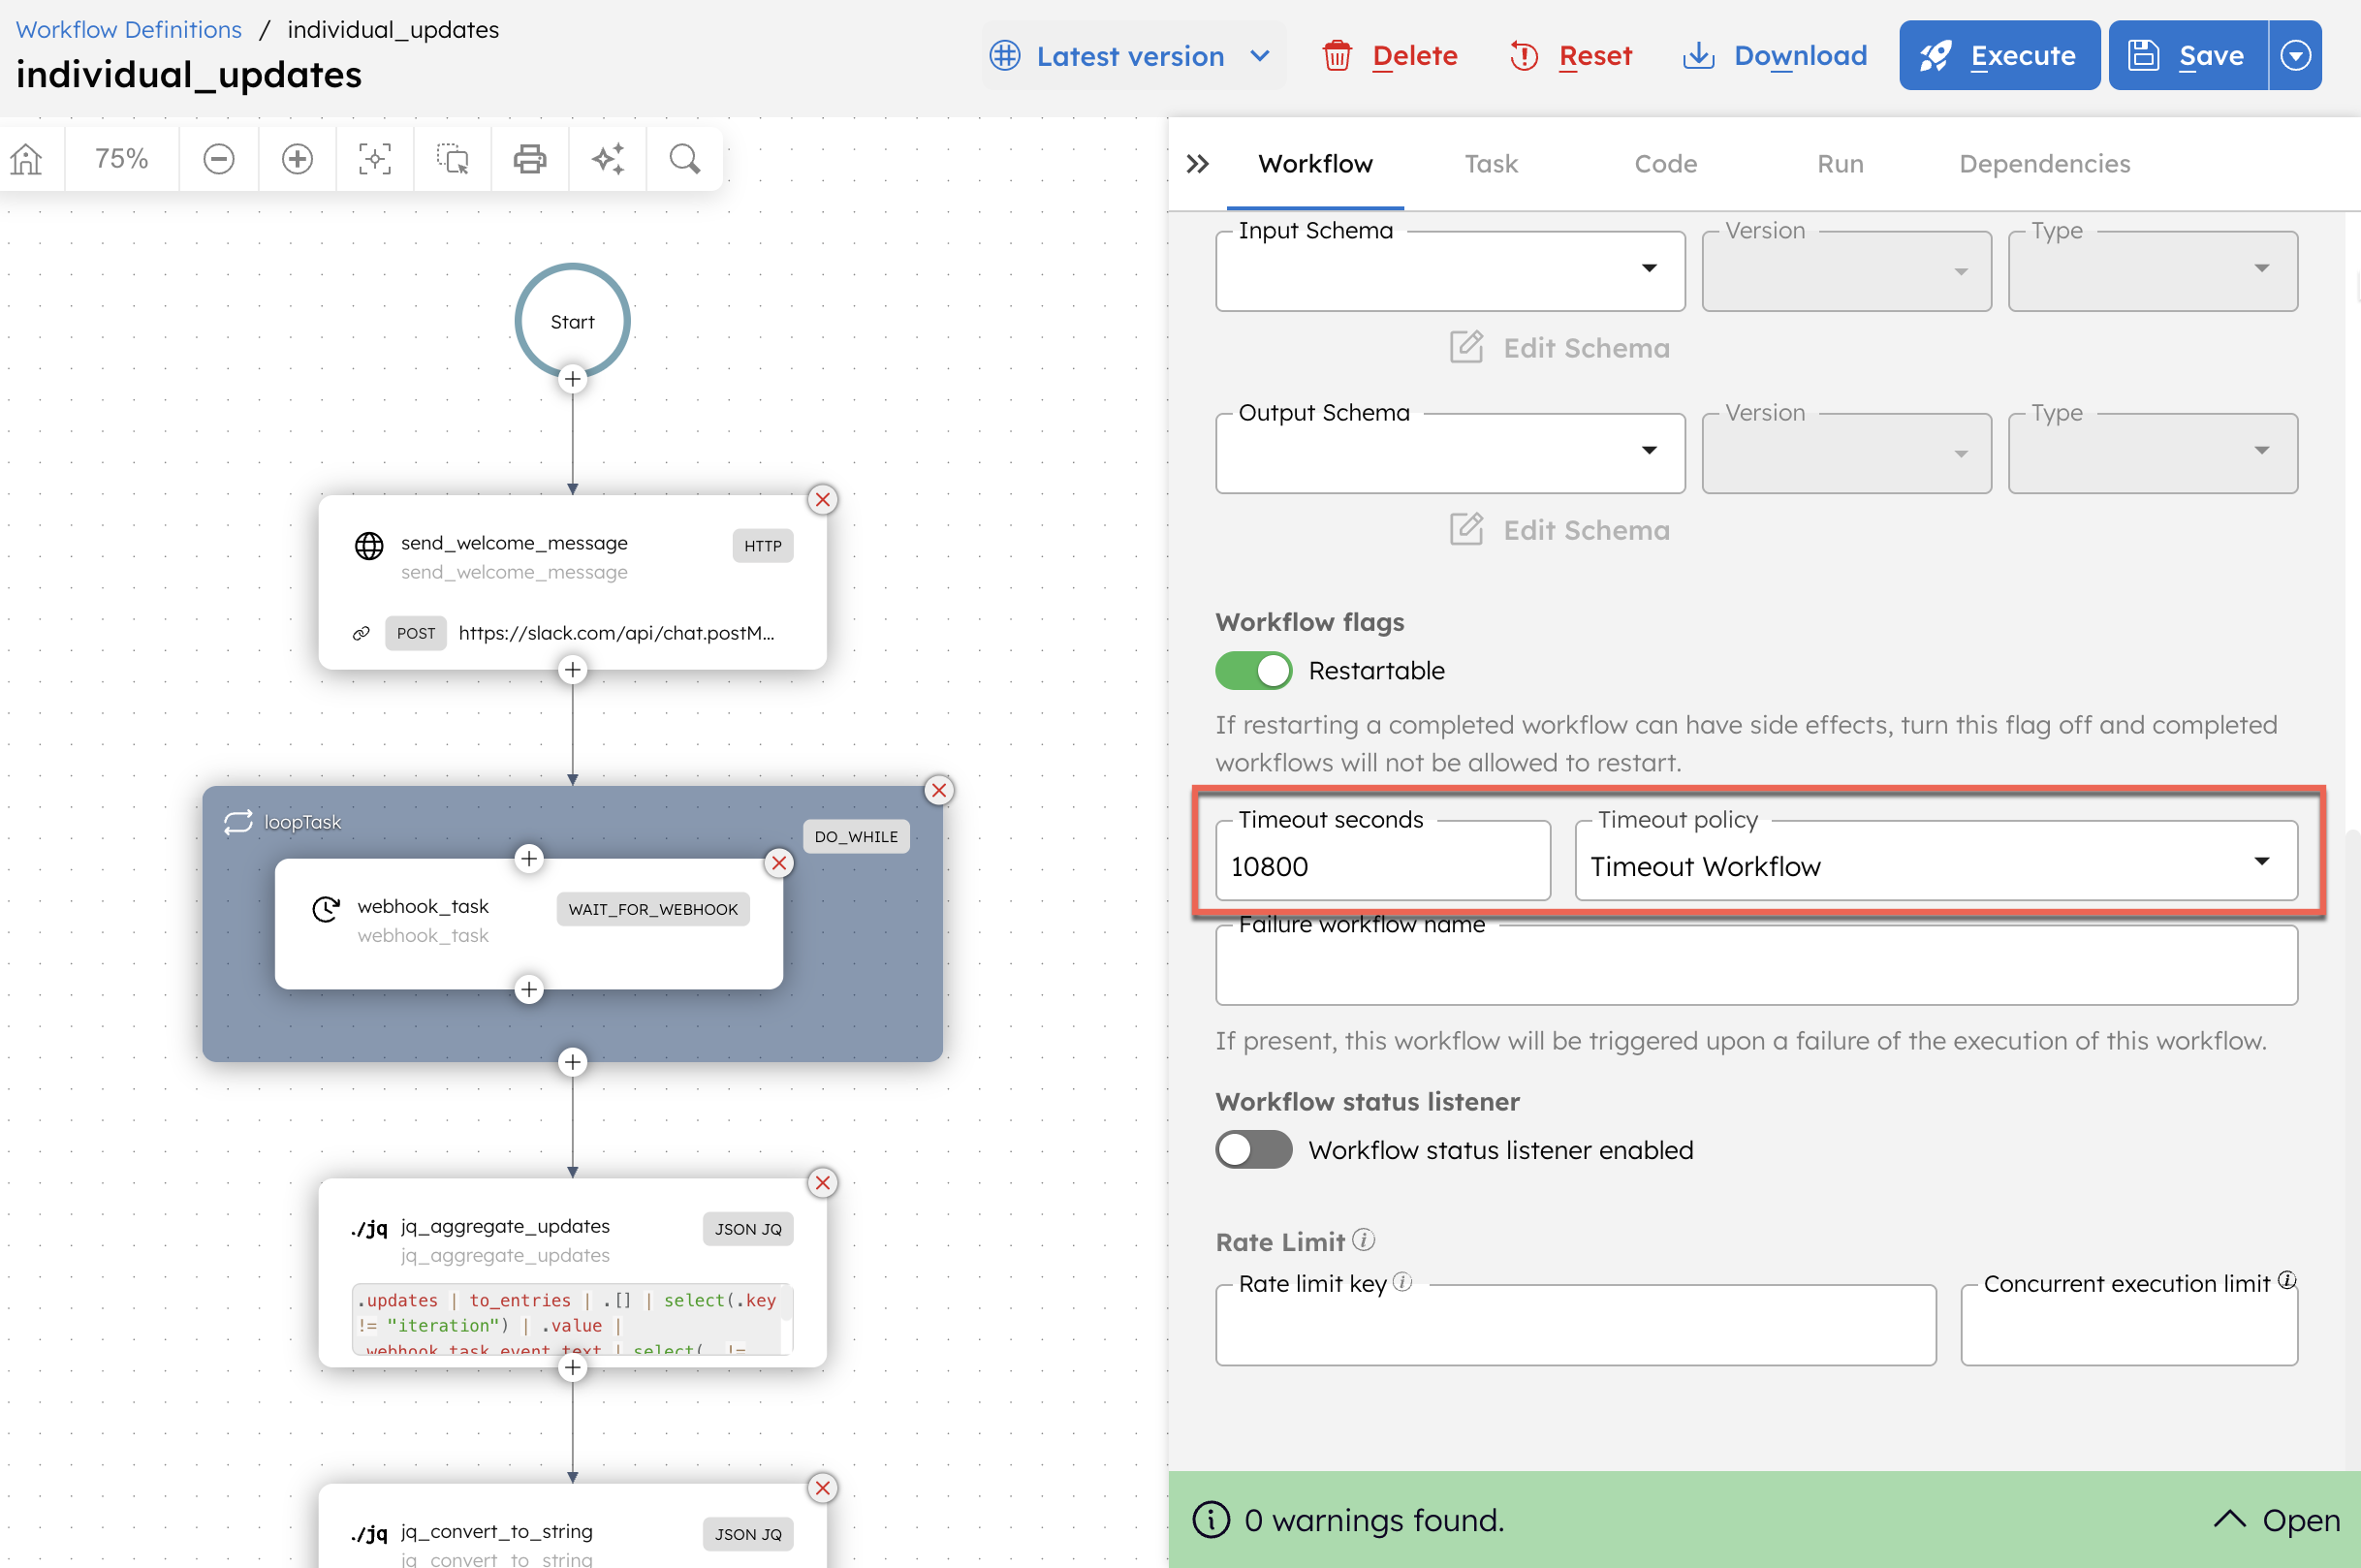 Workflow Definitions / individual_updates
individual_updates
Latest version
Delete
Reset
Download
Execute
Save
75%
Workflow
Task
Code
Run
Dependencies
Start
send_welcome_message
HTTP
send_welcome_message
POST https://slack.com/api/chat.postM...
loopTask
DO_WHILE
webhook_task
WAIT_FOR_WEBHOOK
webhook_task
./jq jq_aggregate_updates
JSON JQ
jq_aggregate_updates
.updates | to_entries | .[] | select(.key
!= "iteration") | .value |
.webhook_task.event.text | select(. !=
./jq jq_convert_to_string
JSON JQ
jq_convert_to_string
Input Schema
Version
Type
Edit Schema
Output Schema
Version
Type
Edit Schema
Workflow flags
Restartable
If restarting a completed workflow can have side effects, turn this flag off and completed
workflows will not be allowed to restart.
Timeout seconds
10800
Timeout policy
Timeout Workflow
Failure workflow name
If present, this workflow will be triggered upon a failure of the execution of this workflow.
Workflow status listener
Workflow status listener enabled
Rate Limit
Rate limit key
Concurrent execution limit
0 warnings found.
Open